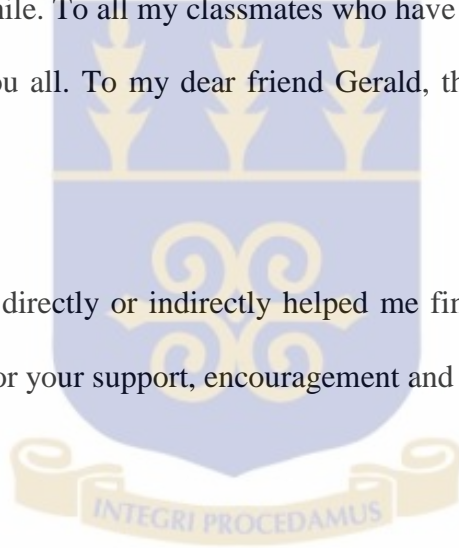 hile. To all my classmates who have
ou all. To my dear friend Gerald, th
directly or indirectly helped me fin
or your support, encouragement and
INTEGRI PROCEDAMUS